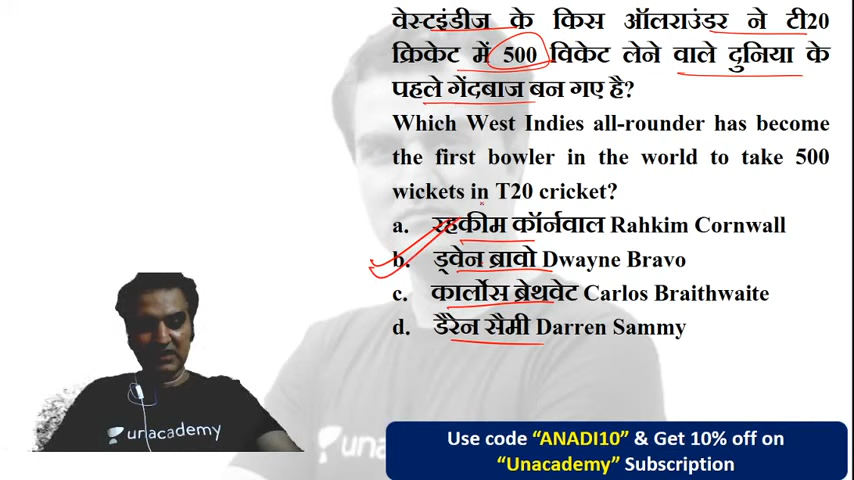 वेस्टइंडीज के किस ऑलराउंडर ने टी20
क्रिकेट में 500 विकेट लेने वाले दुनिया के
पहले गेंदबाज बन गए है?
Which West Indies all-rounder has become
the first bowler in the world to take 500
wickets in T20 cricket?
a. रहकीम कॉर्नवाल Rahkim Cornwall
b. ड्वेन ब्रावो Dwayne Bravo
c. कार्लोस ब्रेथवेट Carlos Braithwaite
d. डैरेन सैमी Darren Sammy
unacademy
una
Use code “ANADI10” & Get 10% off on
“Unacademy” Subscription